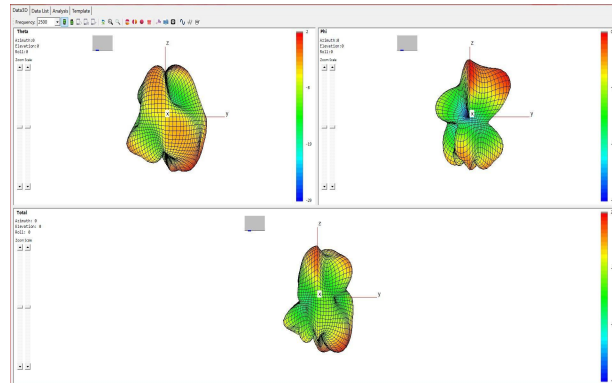 Data3D Data List Analysis Template
Frequency: 2500
Theta
Azimuth:0
Elevation:0
Roll:0
Zoom Scale
Z
Y
X
Phi
Azimuth:0
Elevation:0
Roll:0
Zoom Scale
Z
Y
X
Total
Azimuth: 0
Elevation: 0
Roll: 0
Zoom Scale
Z
Y
X